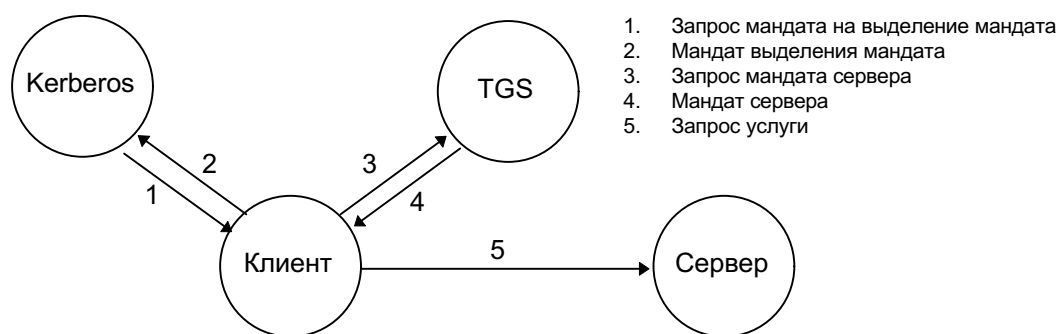 1. Запрос мандата на выделение мандата
2. Мандат выделения мандата
3. Запрос мандата сервера
4. Мандат сервера
5. Запрос услуги
Kerberos
TGS
2
1
3
4
Клиент
5
Сервер